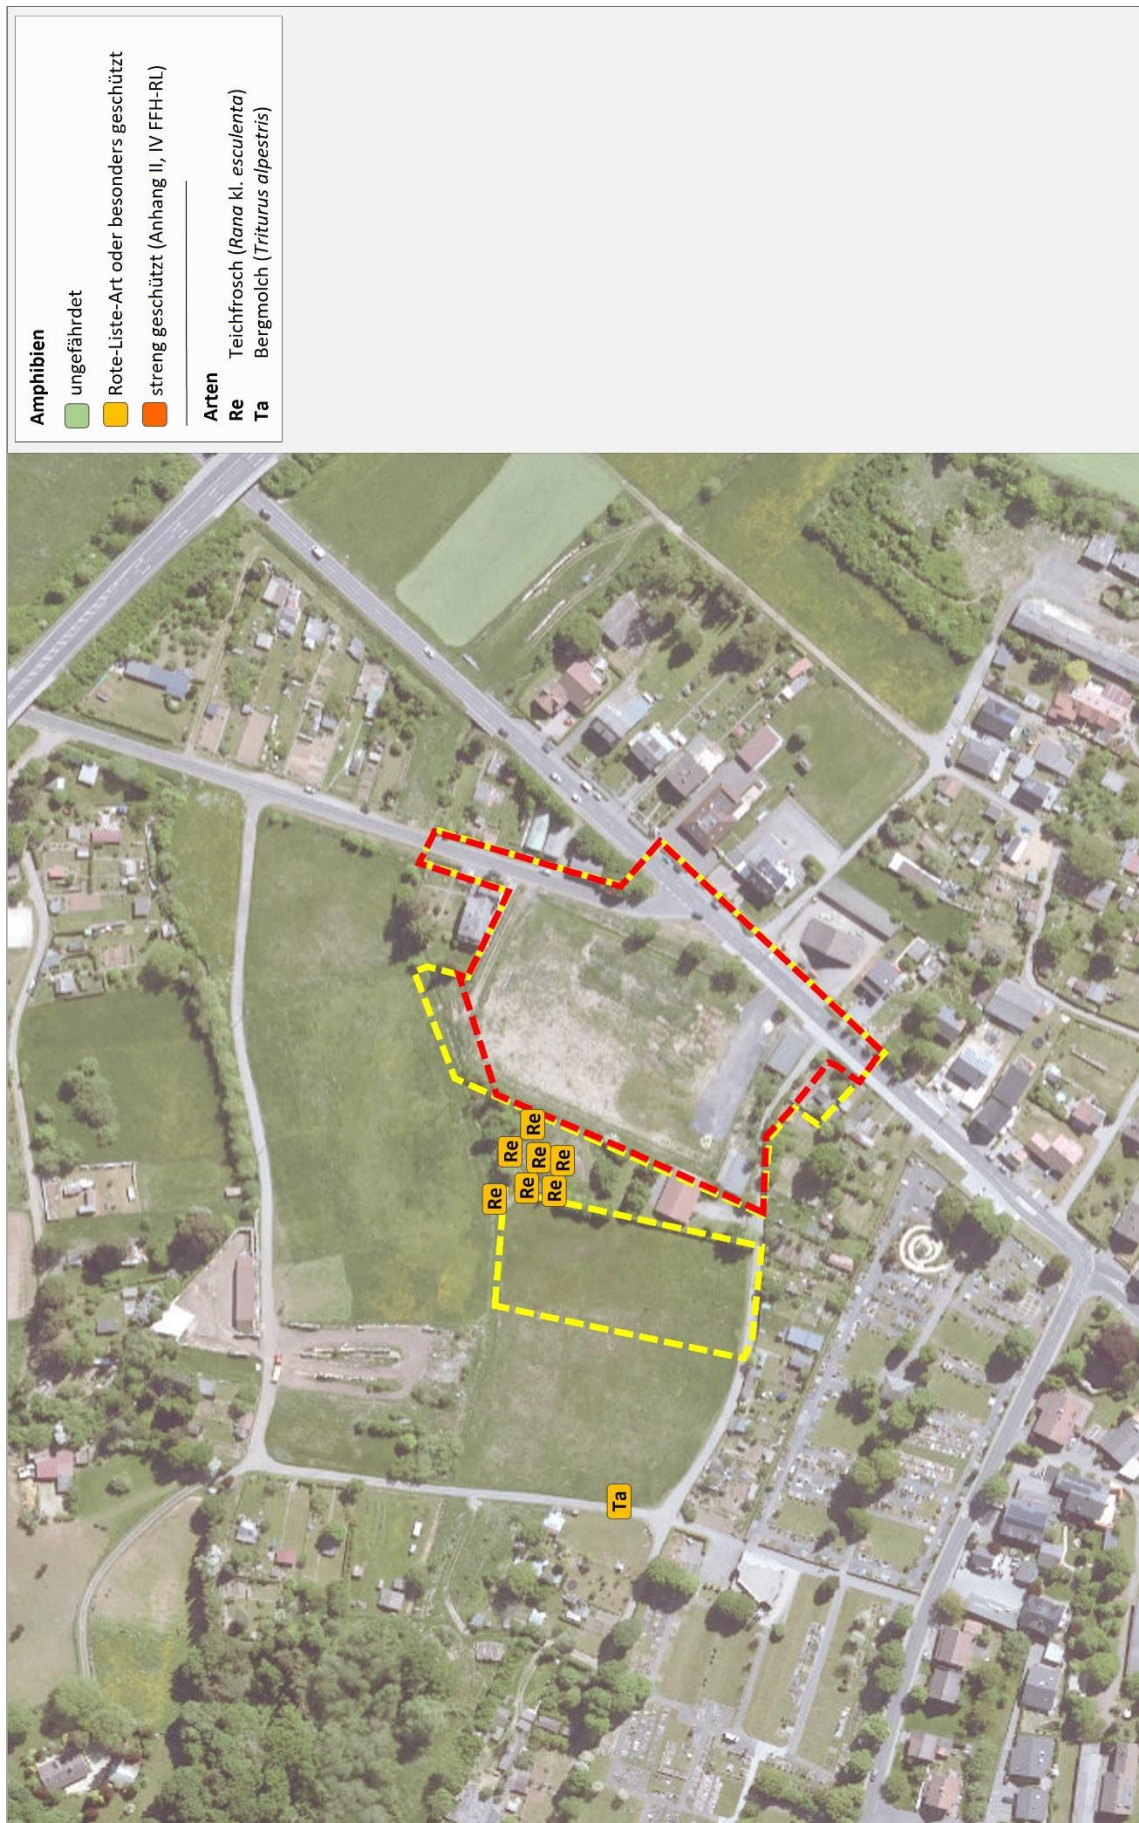 Amphibien
ungefährdet
Rote-Liste-Art oder besonders geschützt
streng geschützt (Anhang II, IV FFH-RL)
Arten
Re Teichfrosch (Rana kl. esculenta)
Ta Bergmolch (Triturus alpestris)
Re
Re
Re
Re
Re
Re
Re
Ta